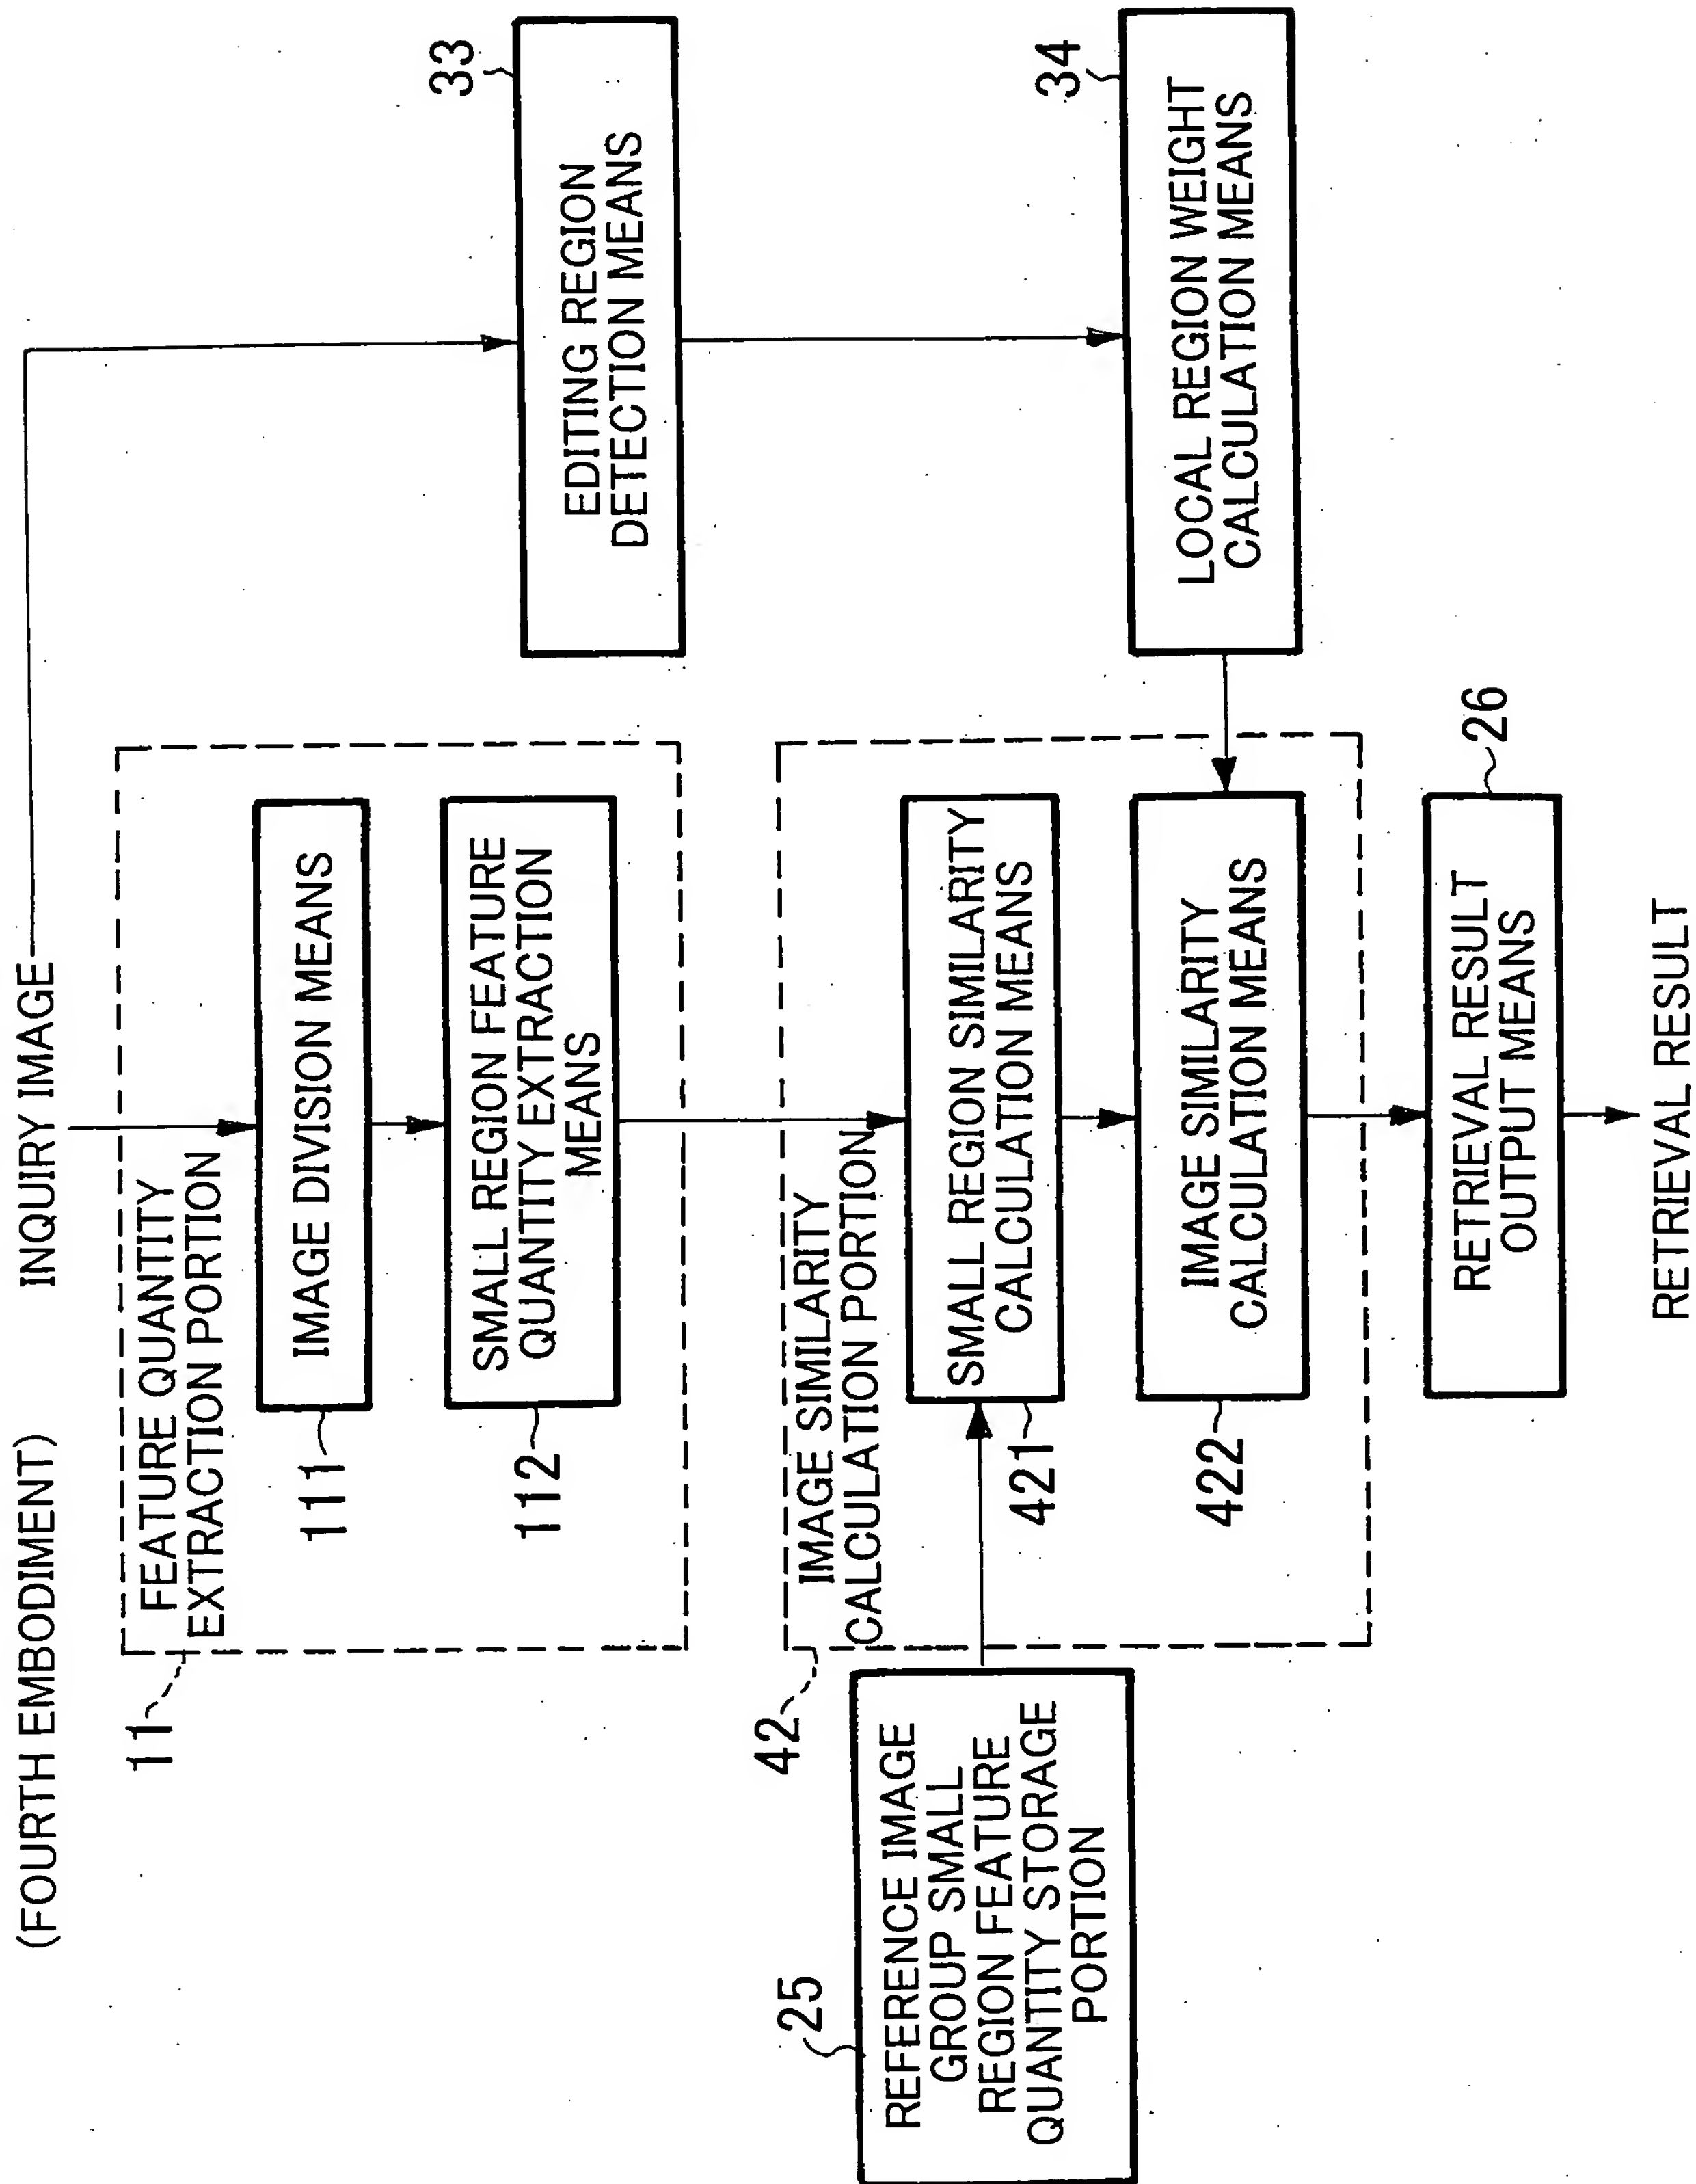 (FOURTH EMBODIMENT)
INQUIRY IMAGE
11
FEATURE QUANTITY
EXTRACTION PORTION
111
IMAGE DIVISION MEANS
112
SMALL REGION FEATURE
QUANTITY EXTRACTION
MEANS
33
EDITING REGION
DETECTION MEANS
42
IMAGE SIMILARITY
CALCULATION PORTION
25
REFERENCE IMAGE
GROUP SMALL
REGION FEATURE
QUANTITY STORAGE
PORTION
421
SMALL REGION SIMILARITY
CALCULATION MEANS
422
IMAGE SIMILARITY
CALCULATION MEANS
34
LOCAL REGION WEIGHT
CALCULATION MEANS
26
RETRIEVAL RESULT
OUTPUT MEANS
RETRIEVAL RESULT